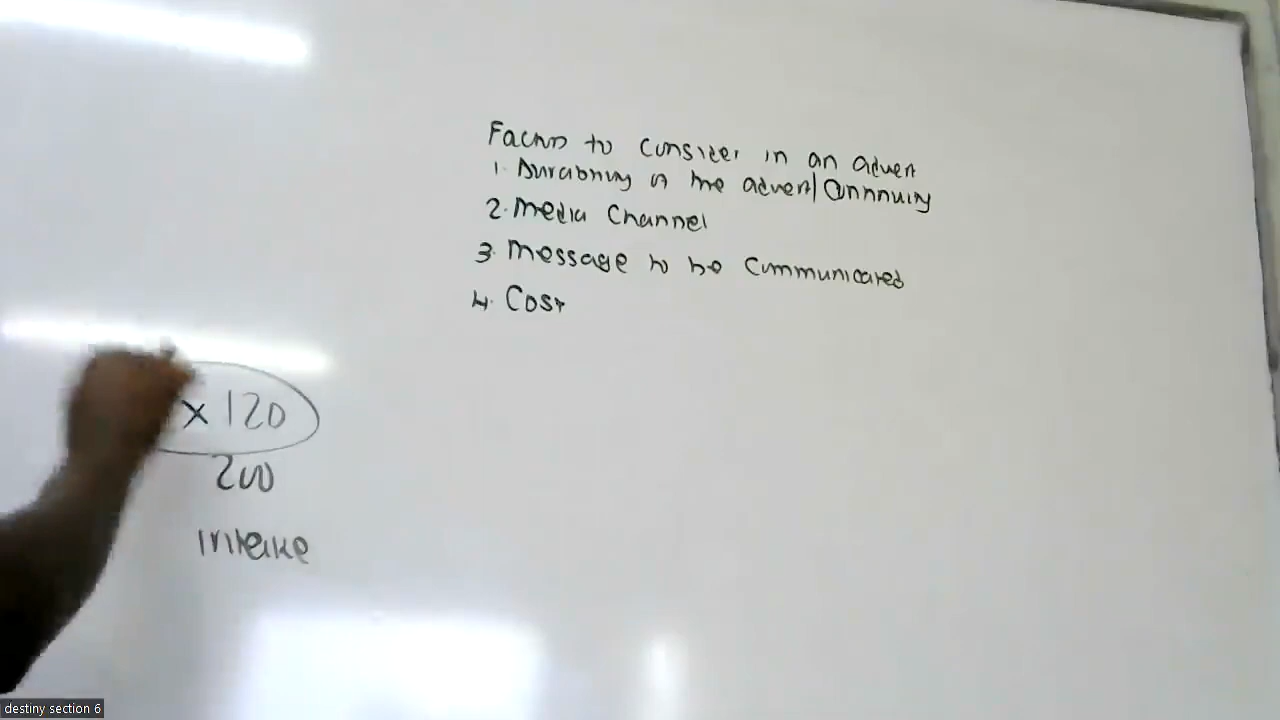 Factors to consider in an advert
1. Durability of the advert/Continuity
2. Media Channel
3. Message to be communicated
4. Cost
x 120
200
intake
destiny section 6